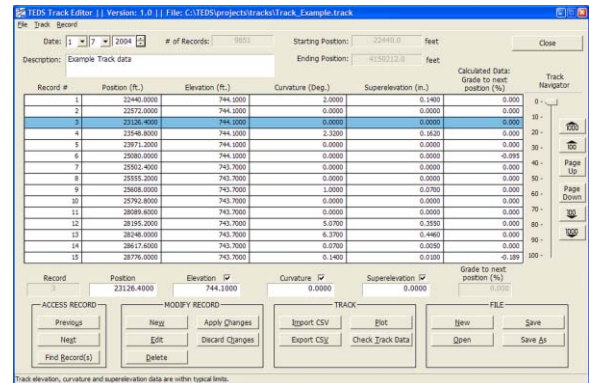 TEDS Track Editor || Version: 1.0 || File: C:\TEDS\projects\tracks\Track_Example.track
File Track Record
Date: 1 7 2004 # of Records: 9851 Starting Position: 22440.0 feet Close
Description: Example Track data Ending Position: 4158212.0 feet
Calculated Data:
Record # Position (ft.) Elevation (ft.) Curvature (Deg.) Superelevation (in.) Grade to next position (%) Track Navigator
1 22440.0000 744.1000 2.0000 0.1400 0.000
2 22572.0000 744.1000 0.0000 0.0000 0.000
3 23126.4000 744.1000 0.0000 0.0000 0.000
4 23548.8000 744.1000 2.3200 0.1620 0.000
5 23971.2000 744.1000 0.0000 0.0000 0.000
6 25080.0000 744.1000 0.0000 0.0000 -0.095
7 25502.4000 743.7000 0.0000 0.0000 0.000
8 25555.2000 743.7000 0.0000 0.0000 0.000
9 25608.0000 743.7000 1.0000 0.0700 0.000
10 25792.8000 743.7000 0.0000 0.0000 0.000
11 28089.6000 743.7000 0.0000 0.0000 0.000
12 28195.2000 743.7000 5.0700 0.3550 0.000
13 28248.0000 743.7000 6.3700 0.4460 0.000
14 28617.6000 743.7000 0.0700 0.0050 0.000
15 28776.0000 743.7000 0.1400 0.0100 -0.189
0 -
10 -
20 -
30 -
40 -
50 -
60 -
70 -
80 -
90 -
100 -
1000
100
Page Up
Page Down
100
1000
Record Position Elevation Curvature Superelevation Grade to next position (%)
3 23126.4000 744.1000 0.0000 0.0000 0.000
ACCESS RECORD MODIFY RECORD TRACK FILE
Previous New Apply Changes Import CSV Plot New Save
Next Edit Discard Changes Export CSV Check Track Data Open Save As
Find Record(s) Delete
Track elevation, curvature and superelevation data are within typical limits.